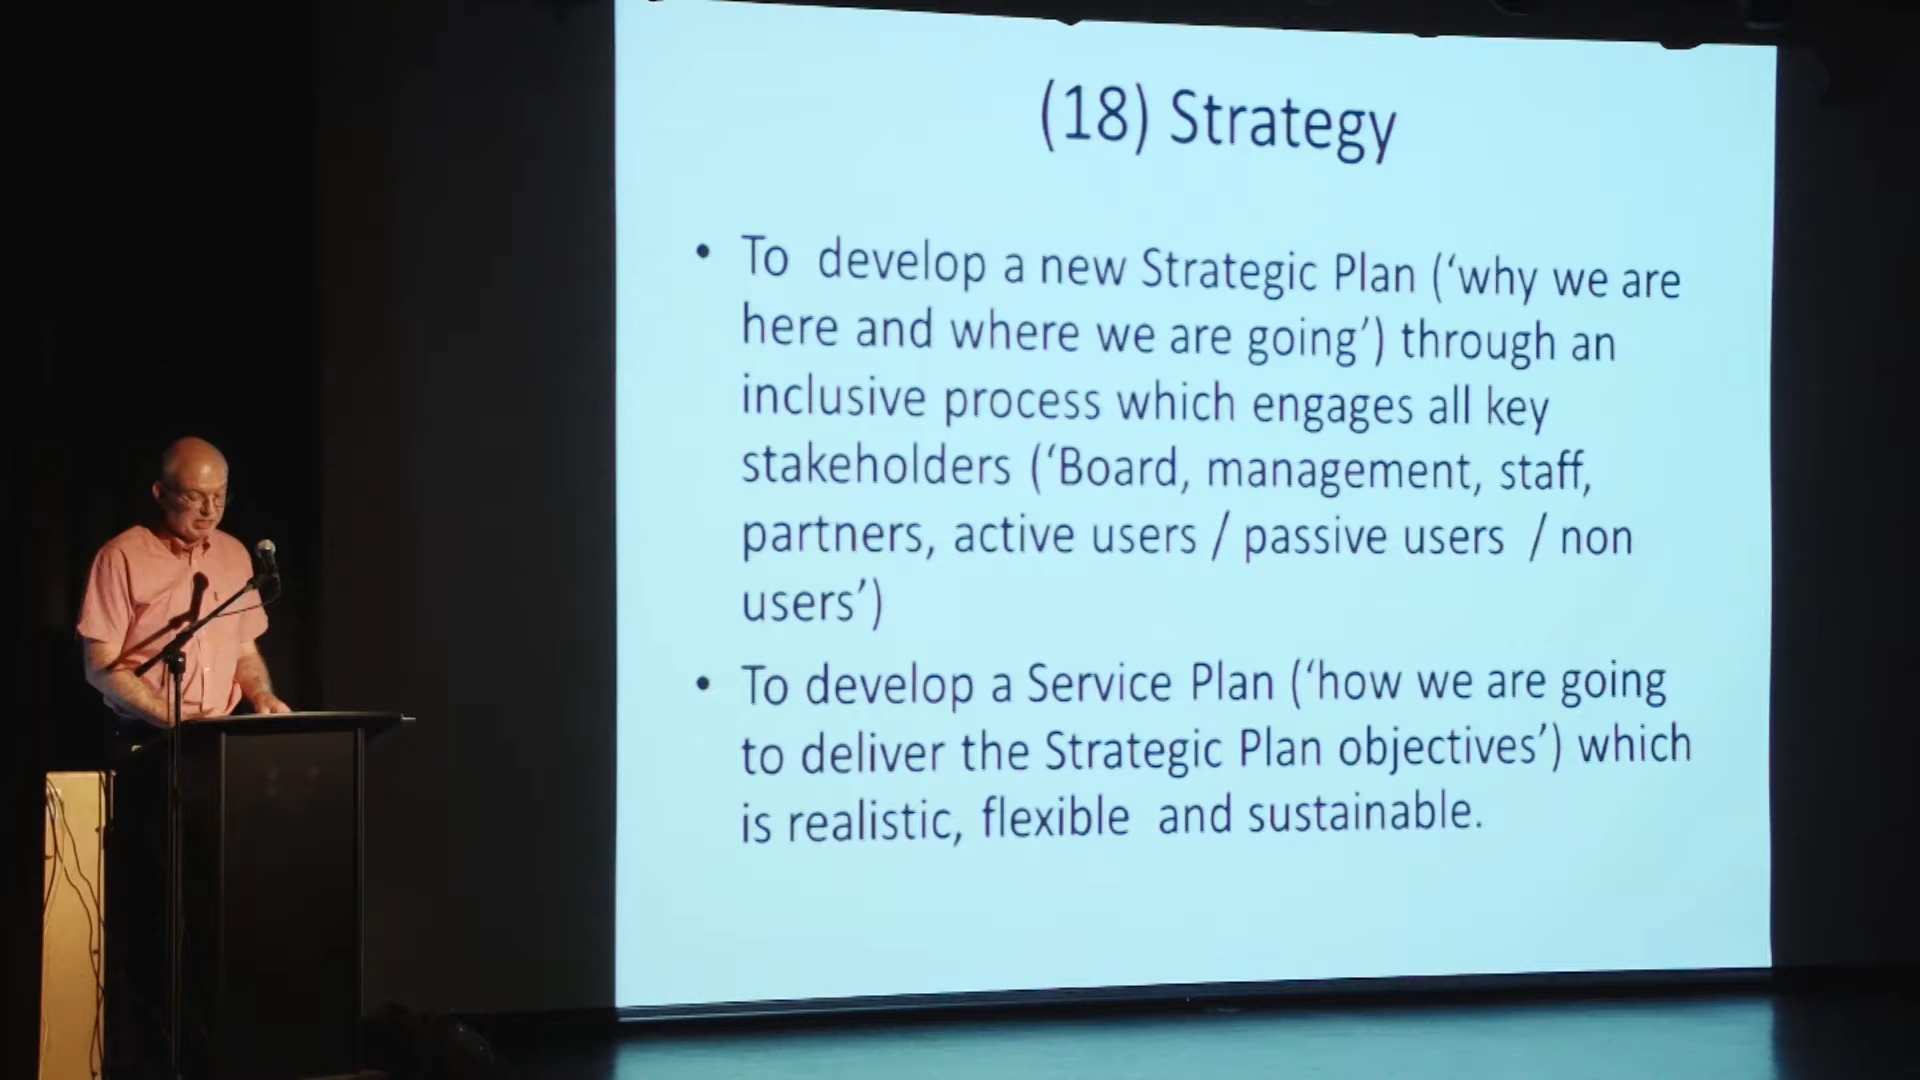 (18) Strategy
• To develop a new Strategic Plan (‘why we are
here and where we are going’) through an
inclusive process which engages all key
stakeholders (‘Board, management, staff,
partners, active users / passive users / non
users’)
• To develop a Service Plan (‘how we are going
to deliver the Strategic Plan objectives’) which
is realistic, flexible and sustainable.